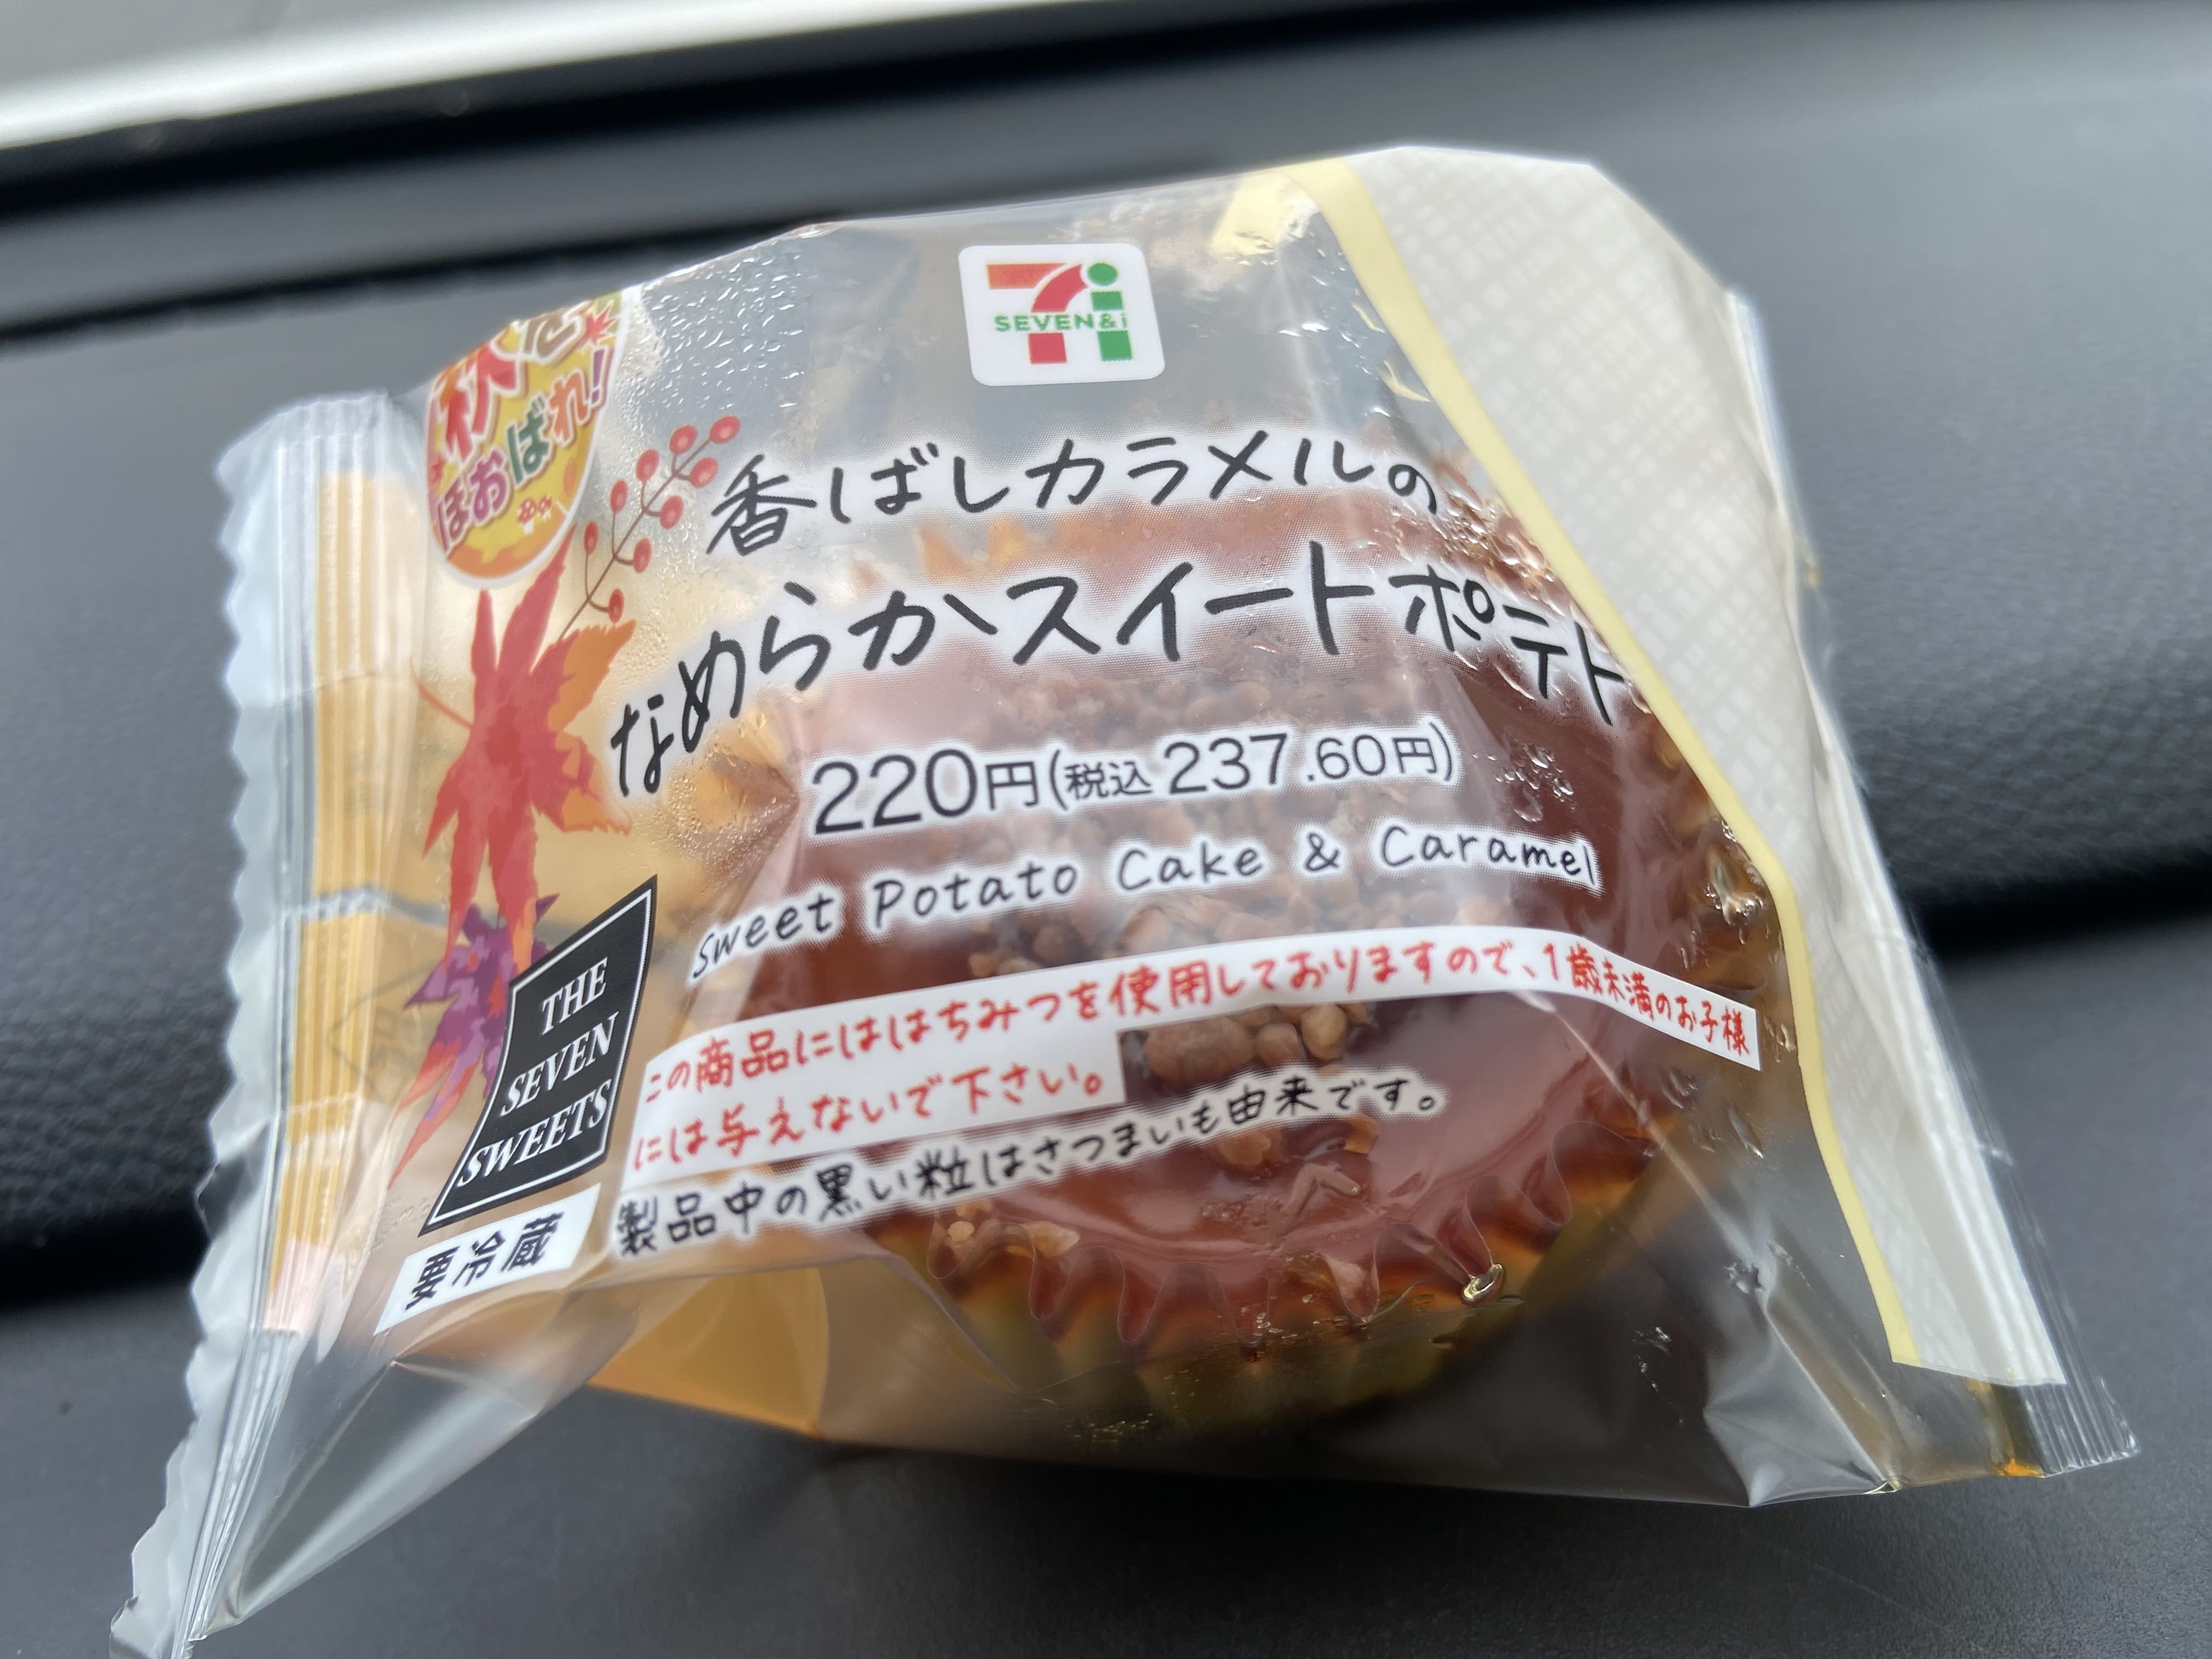 SEVEN&i
秋を
ほおばれ!
香ばしカラメルの
なめらかスイートポテト
220円(税込237.60円)
Sweet Potato Cake & Caramel
この商品にははちみつを使用しておりますので、1歳未満のお子様
には与えないで下さい。
製品中の黒い粒はさつまいも由来です。
THE
SEVEN
SWEETS
要冷蔵